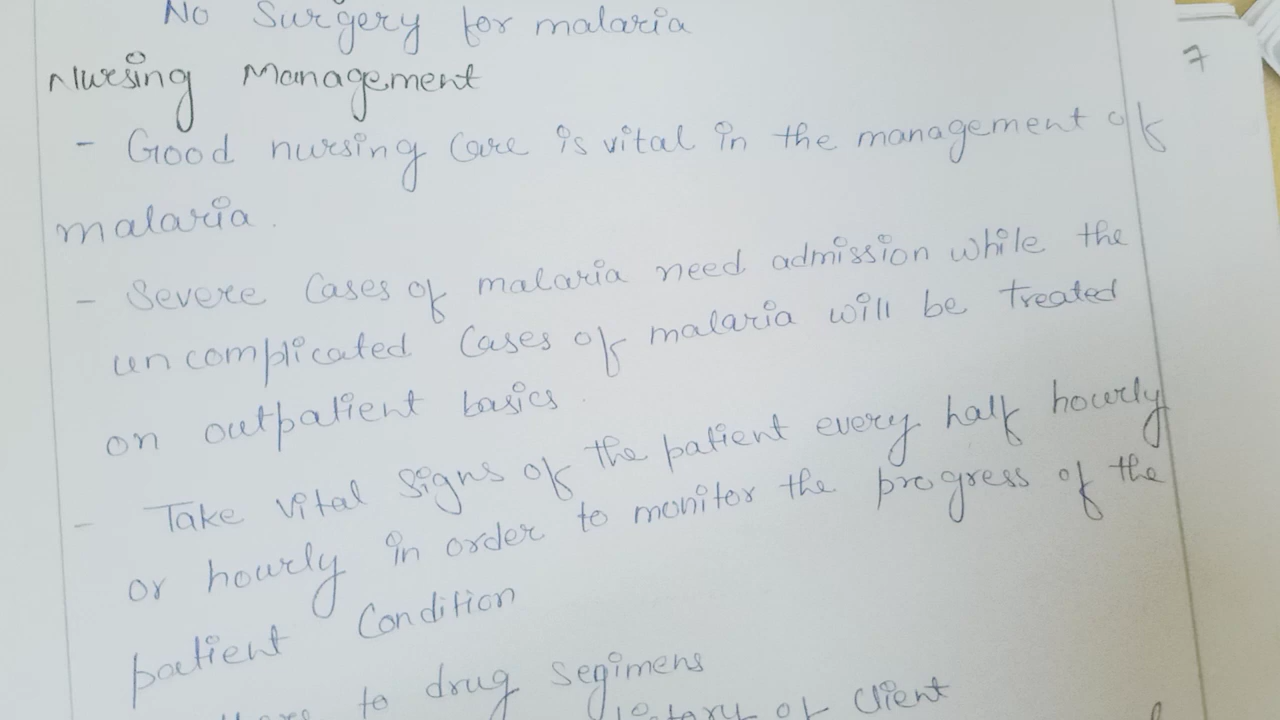 No Surgery for malaria
7
Nursing Management
- Good nursing Care is vital in the management of
malaria.
- Severe Cases of malaria need admission while the
uncomplicated Cases of malaria will be treated
on outpatient basics.
- Take vital signs of the patient every half hourly
or hourly in order to monitor the progress of the
patient Condition
to drug segimens
of Client